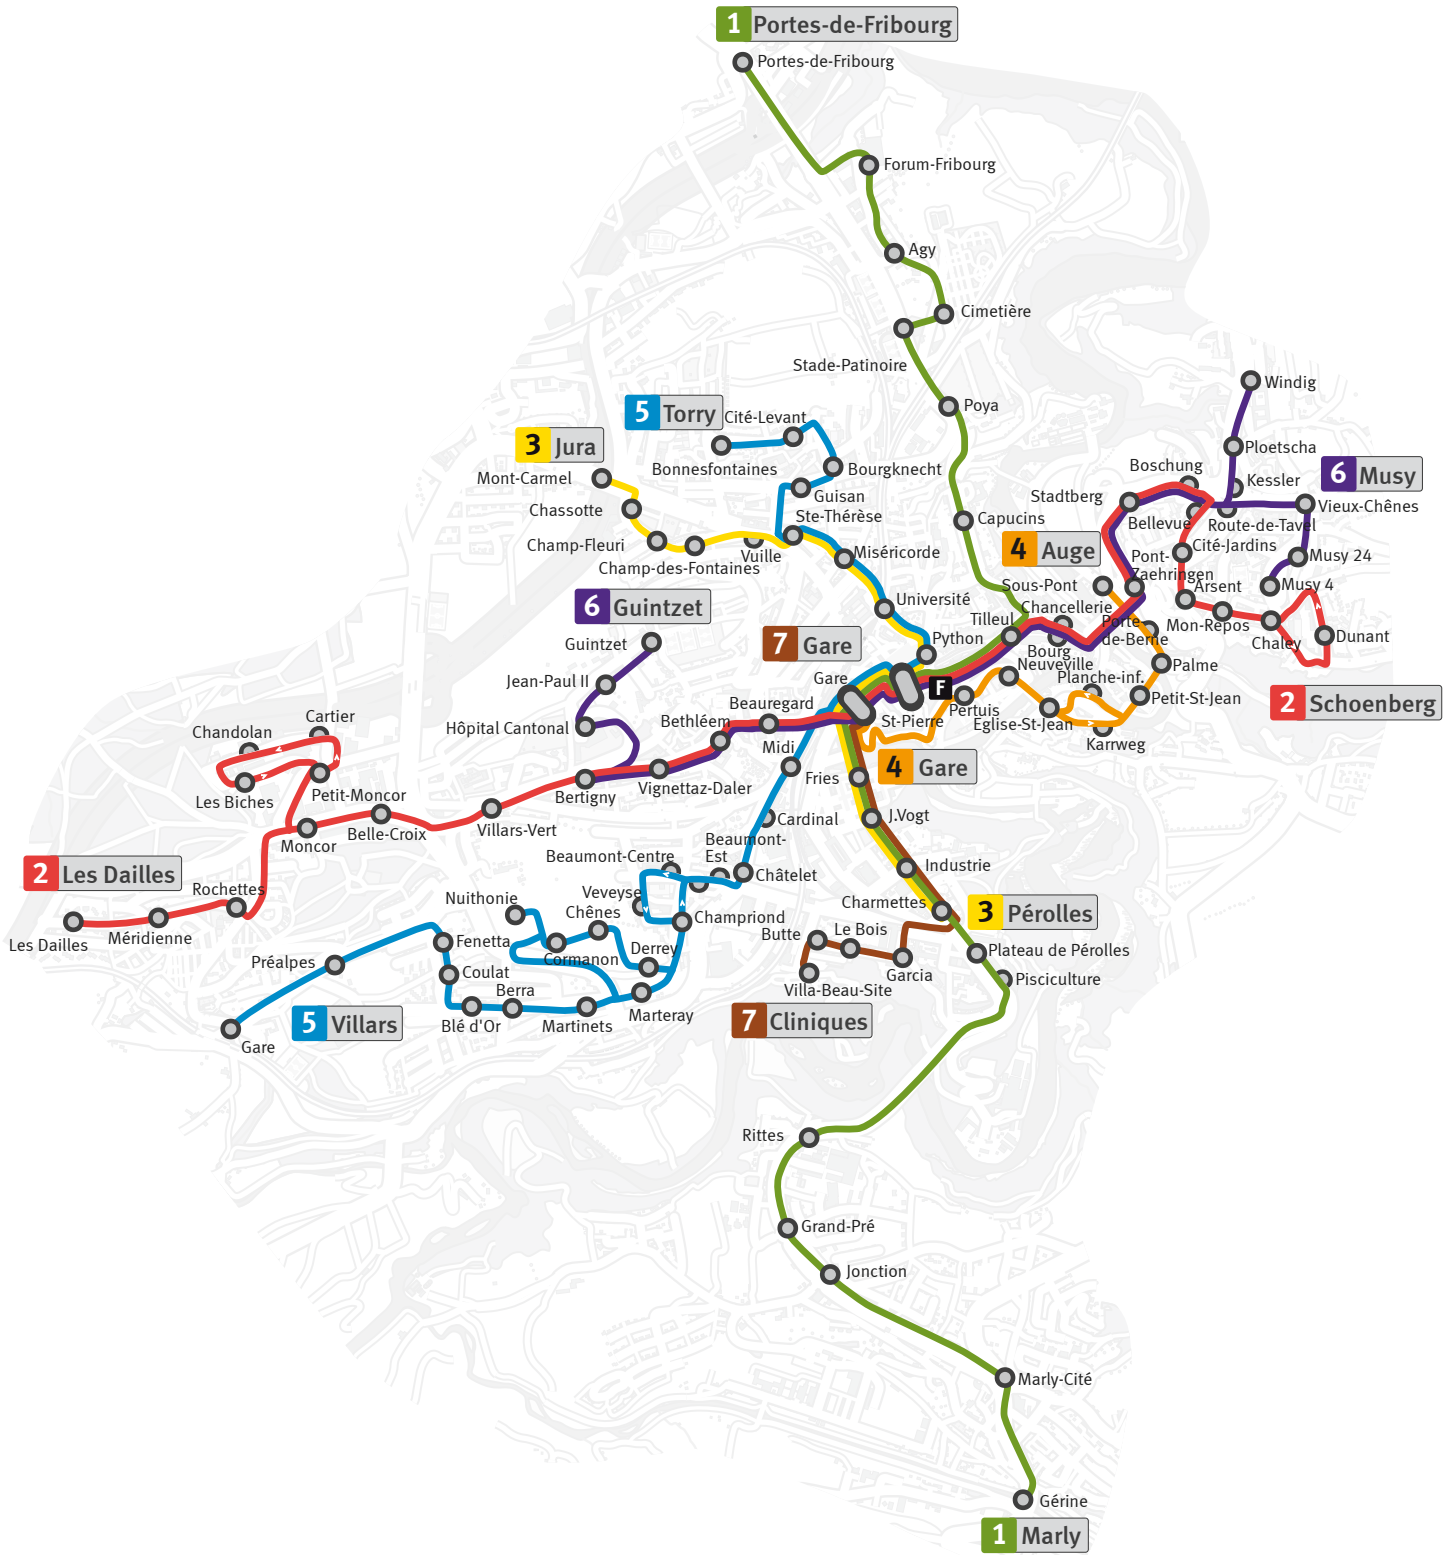 1 Portes-de-Fribourg
Portes-de-Fribourg
Forum-Fribourg
Agy
Cimetière
Stade-Patinoire
Poya
Windig
5 Torry
Cité-Levant
3 Jura
Bonnesfontaines
Bourgknecht
Ploetscha
Mont-Carmel
Guisan
Boschung
Kessler
6 Musy
Chassotte
Ste-Thérèse
Stadtberg
Bellevue
Route-de-Tavel
Vieux-Chênes
Capucins
Champ-Fleuri
Vuille
Miséricorde
4 Auge
Cité-Jardins
Champ-des-Fontaines
Pont-
Zaehringen
Musy 24
Sous-Pont
Arsent
Musy 4
6 Guintzet
Université
Chancellerie
Tilleul
Porte-
de-Berne
Mon-Repos
Chaley
Dunant
Guintzet
7 Gare
Python
Bourg
Neuveville
Palme
Jean-Paul II
Gare
F
Planche-inf.
Petit-St-Jean
2 Schoenberg
Beauregard
St-Pierre
Pertuis
Eglise-St-Jean
Karrweg
Cartier
Chandolan
Hôpital Cantonal
Bethléem
Midi
Les Biches
Petit-Moncor
Bertigny
Vignettaz-Daler
Fries
4 Gare
Moncor
Belle-Croix
Villars-Vert
Cardinal
J.Vogt
Beaumont-
Est
Beaumont-Centre
Industrie
2 Les Dailles
Rochettes
Châtelet
Nuithonie
Veveyse
Charmettes
3 Pérolles
Les Dailles
Méridienne
Chênes
Champriond
Butte
Le Bois
Fenetta
Cormanon
Derrey
Plateau de Pérolles
Préalpes
Coulat
Garcia
Pisciculture
Berra
Villa-Beau-Site
Blé d'Or
Martinets
Marteray
5 Villars
7 Cliniques
Gare
Rittes
Grand-Pré
Jonction
Marly-Cité
Gérine
1 Marly